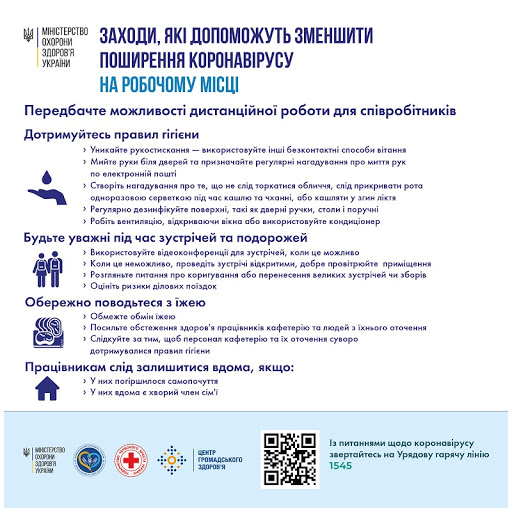 МІНІСТЕРСТВО
ОХОРОНИ
ЗДОРОВ'Я
УКРАЇНИ
ЗАХОДИ, ЯКІ ДОПОМОЖУТЬ ЗМЕНШИТИ
ПОШИРЕННЯ КОРОНАВІРУСУ
НА РОБОЧОМУ МІСЦІ
Передбачте можливості дистанційної роботи для співробітників
Дотримуйтесь правил гігієни
› Уникайте рукостискання — використовуйте інші безконтактні способи вітання
› Мийте руки біля дверей та призначайте регулярні нагадування про миття рук
по електронній пошті
› Створіть нагадування про те, що не слід торкатися обличчя, слід прикривати рота
одноразовою серветкою під час кашлю та чханні, або кашляти у згин ліктя
› Регулярно дезинфікуйте поверхні, такі як дверні ручки, столи і поручні
› Робіть вентиляцію, відкриваючи вікна або використовуйте кондиціонер
Будьте уважні під час зустрічей та подорожей
› Використовуйте відеоконференції для зустрічей, коли це можливо
› Коли це неможливо, проведіть зустрічі відкритими, добре провітрюйте приміщення
› Розгляньте питання про коригування або перенесення великих зустрічей чи зборів
› Оцініть ризики ділових поїздок
Обережно поводьтеся з їжею
› Обмежте обмін їжею
› Посильте обстеження здоров'я працівників кафетерію та людей з їхнього оточення
› Слідкуйте за тим, щоб персонал кафетерію та їх оточення суворо
дотримувалися правил гігієни
Працівникам слід залишитися вдома, якщо:
› У них погіршилося самопочуття
› У них вдома є хворий член сім'ї
МІНІСТЕРСТВО
ОХОРОНИ
ЗДОРОВ'Я
УКРАЇНИ
ЦЕНТР
ГРОМАДСЬКОГО
ЗДОРОВ'Я
Із питаннями щодо коронавірусу
звертайтесь на Урядову гарячу лінію
1545